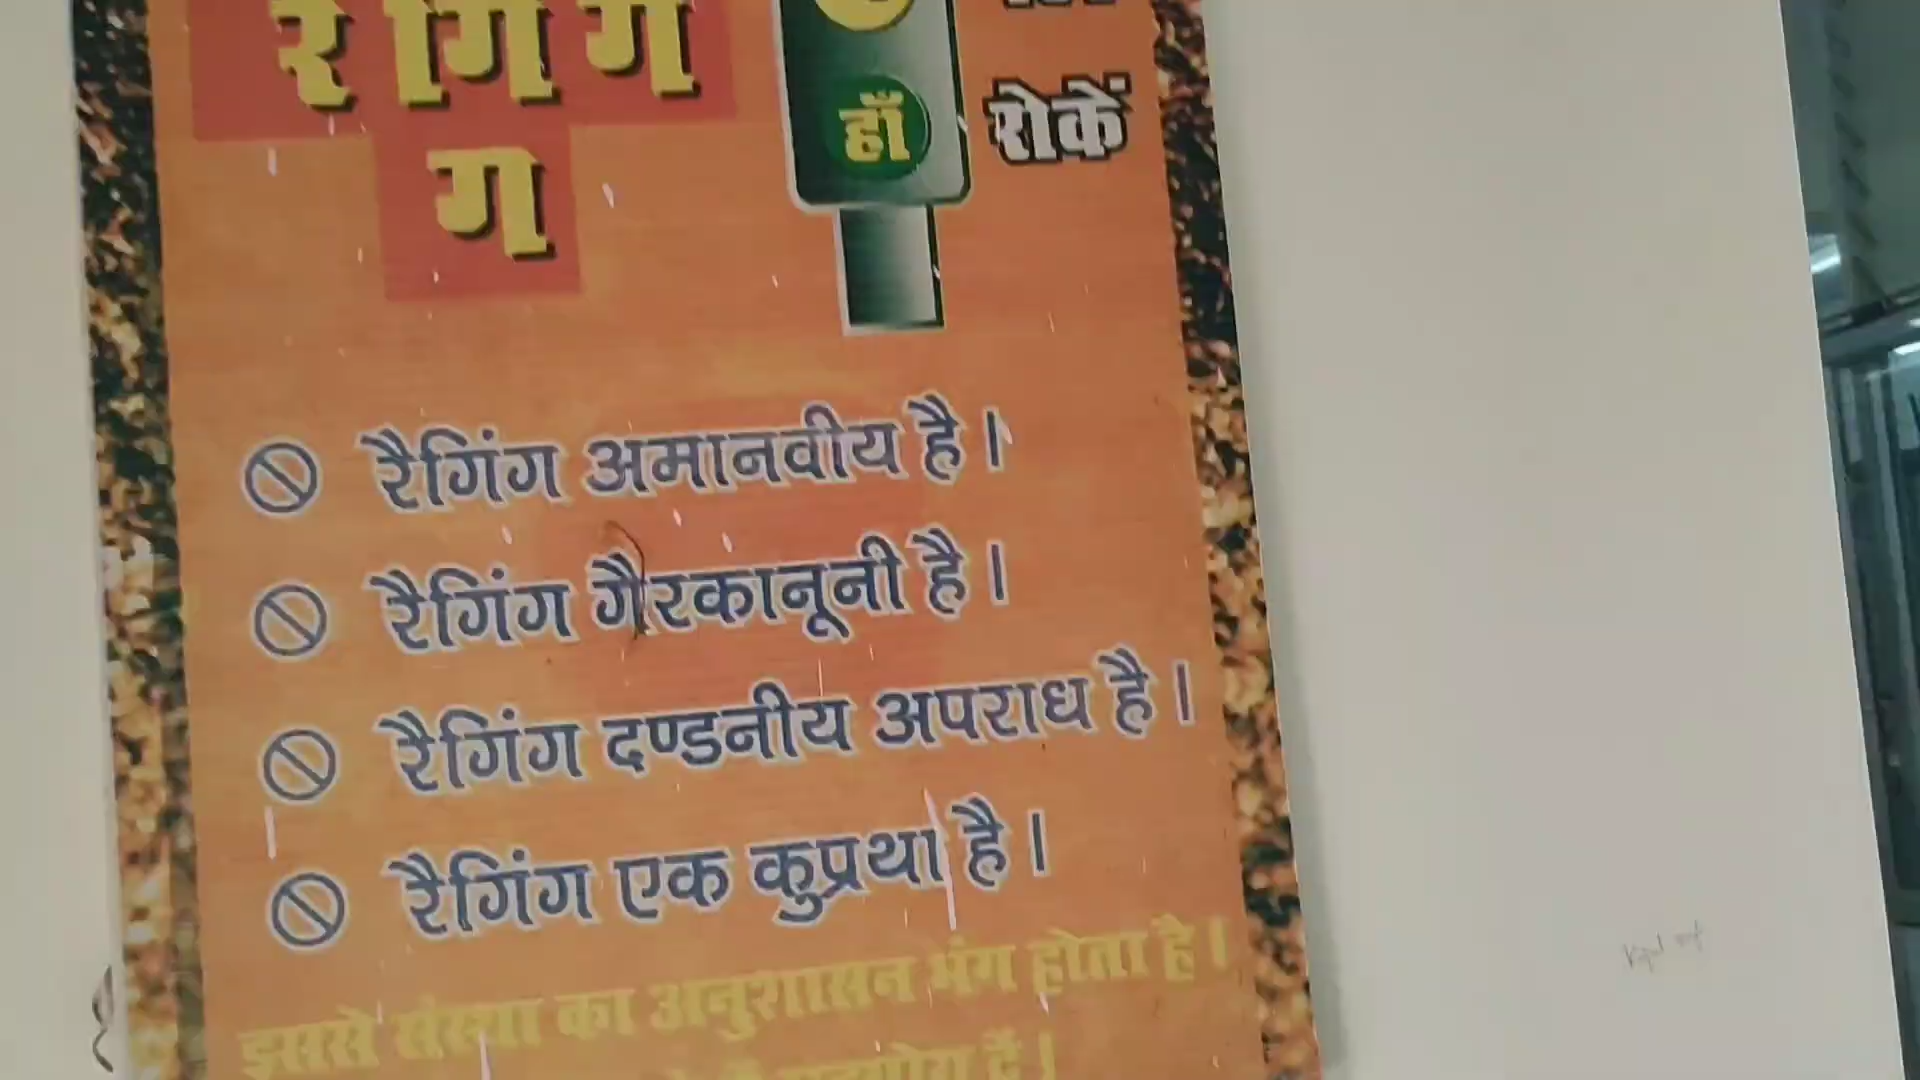 रैगिंग
ग
हाँ
रोकें
रैगिंग अमानवीय है।
रैगिंग गैरकानूनी है।
रैगिंग दण्डनीय अपराध है।
रैगिंग एक कुप्रथा है।
इससे संस्था का अनुशासन भंग होता है।